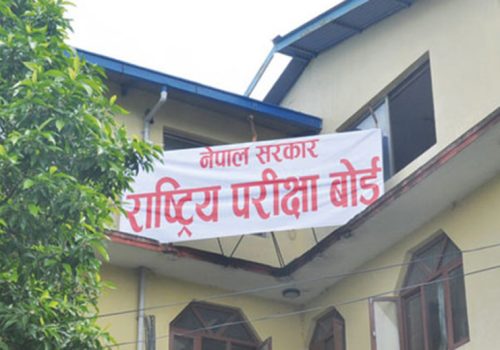 नेपाल सरकार
राष्ट्रिय परीक्षा बोर्ड